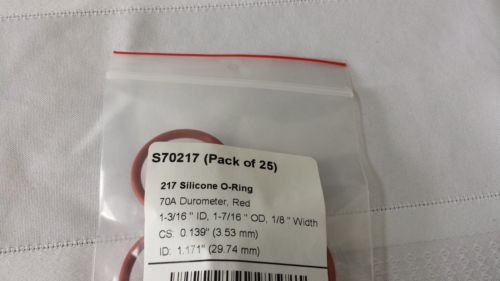 S70217 (Pack of 25)
217 Silicone O-Ring
70A Durometer, Red
1-3/16 " ID, 1-7/16 " OD, 1/8 " Width
CS: 0.139" (3.53 mm)
ID: 1.171" (29.74 mm)